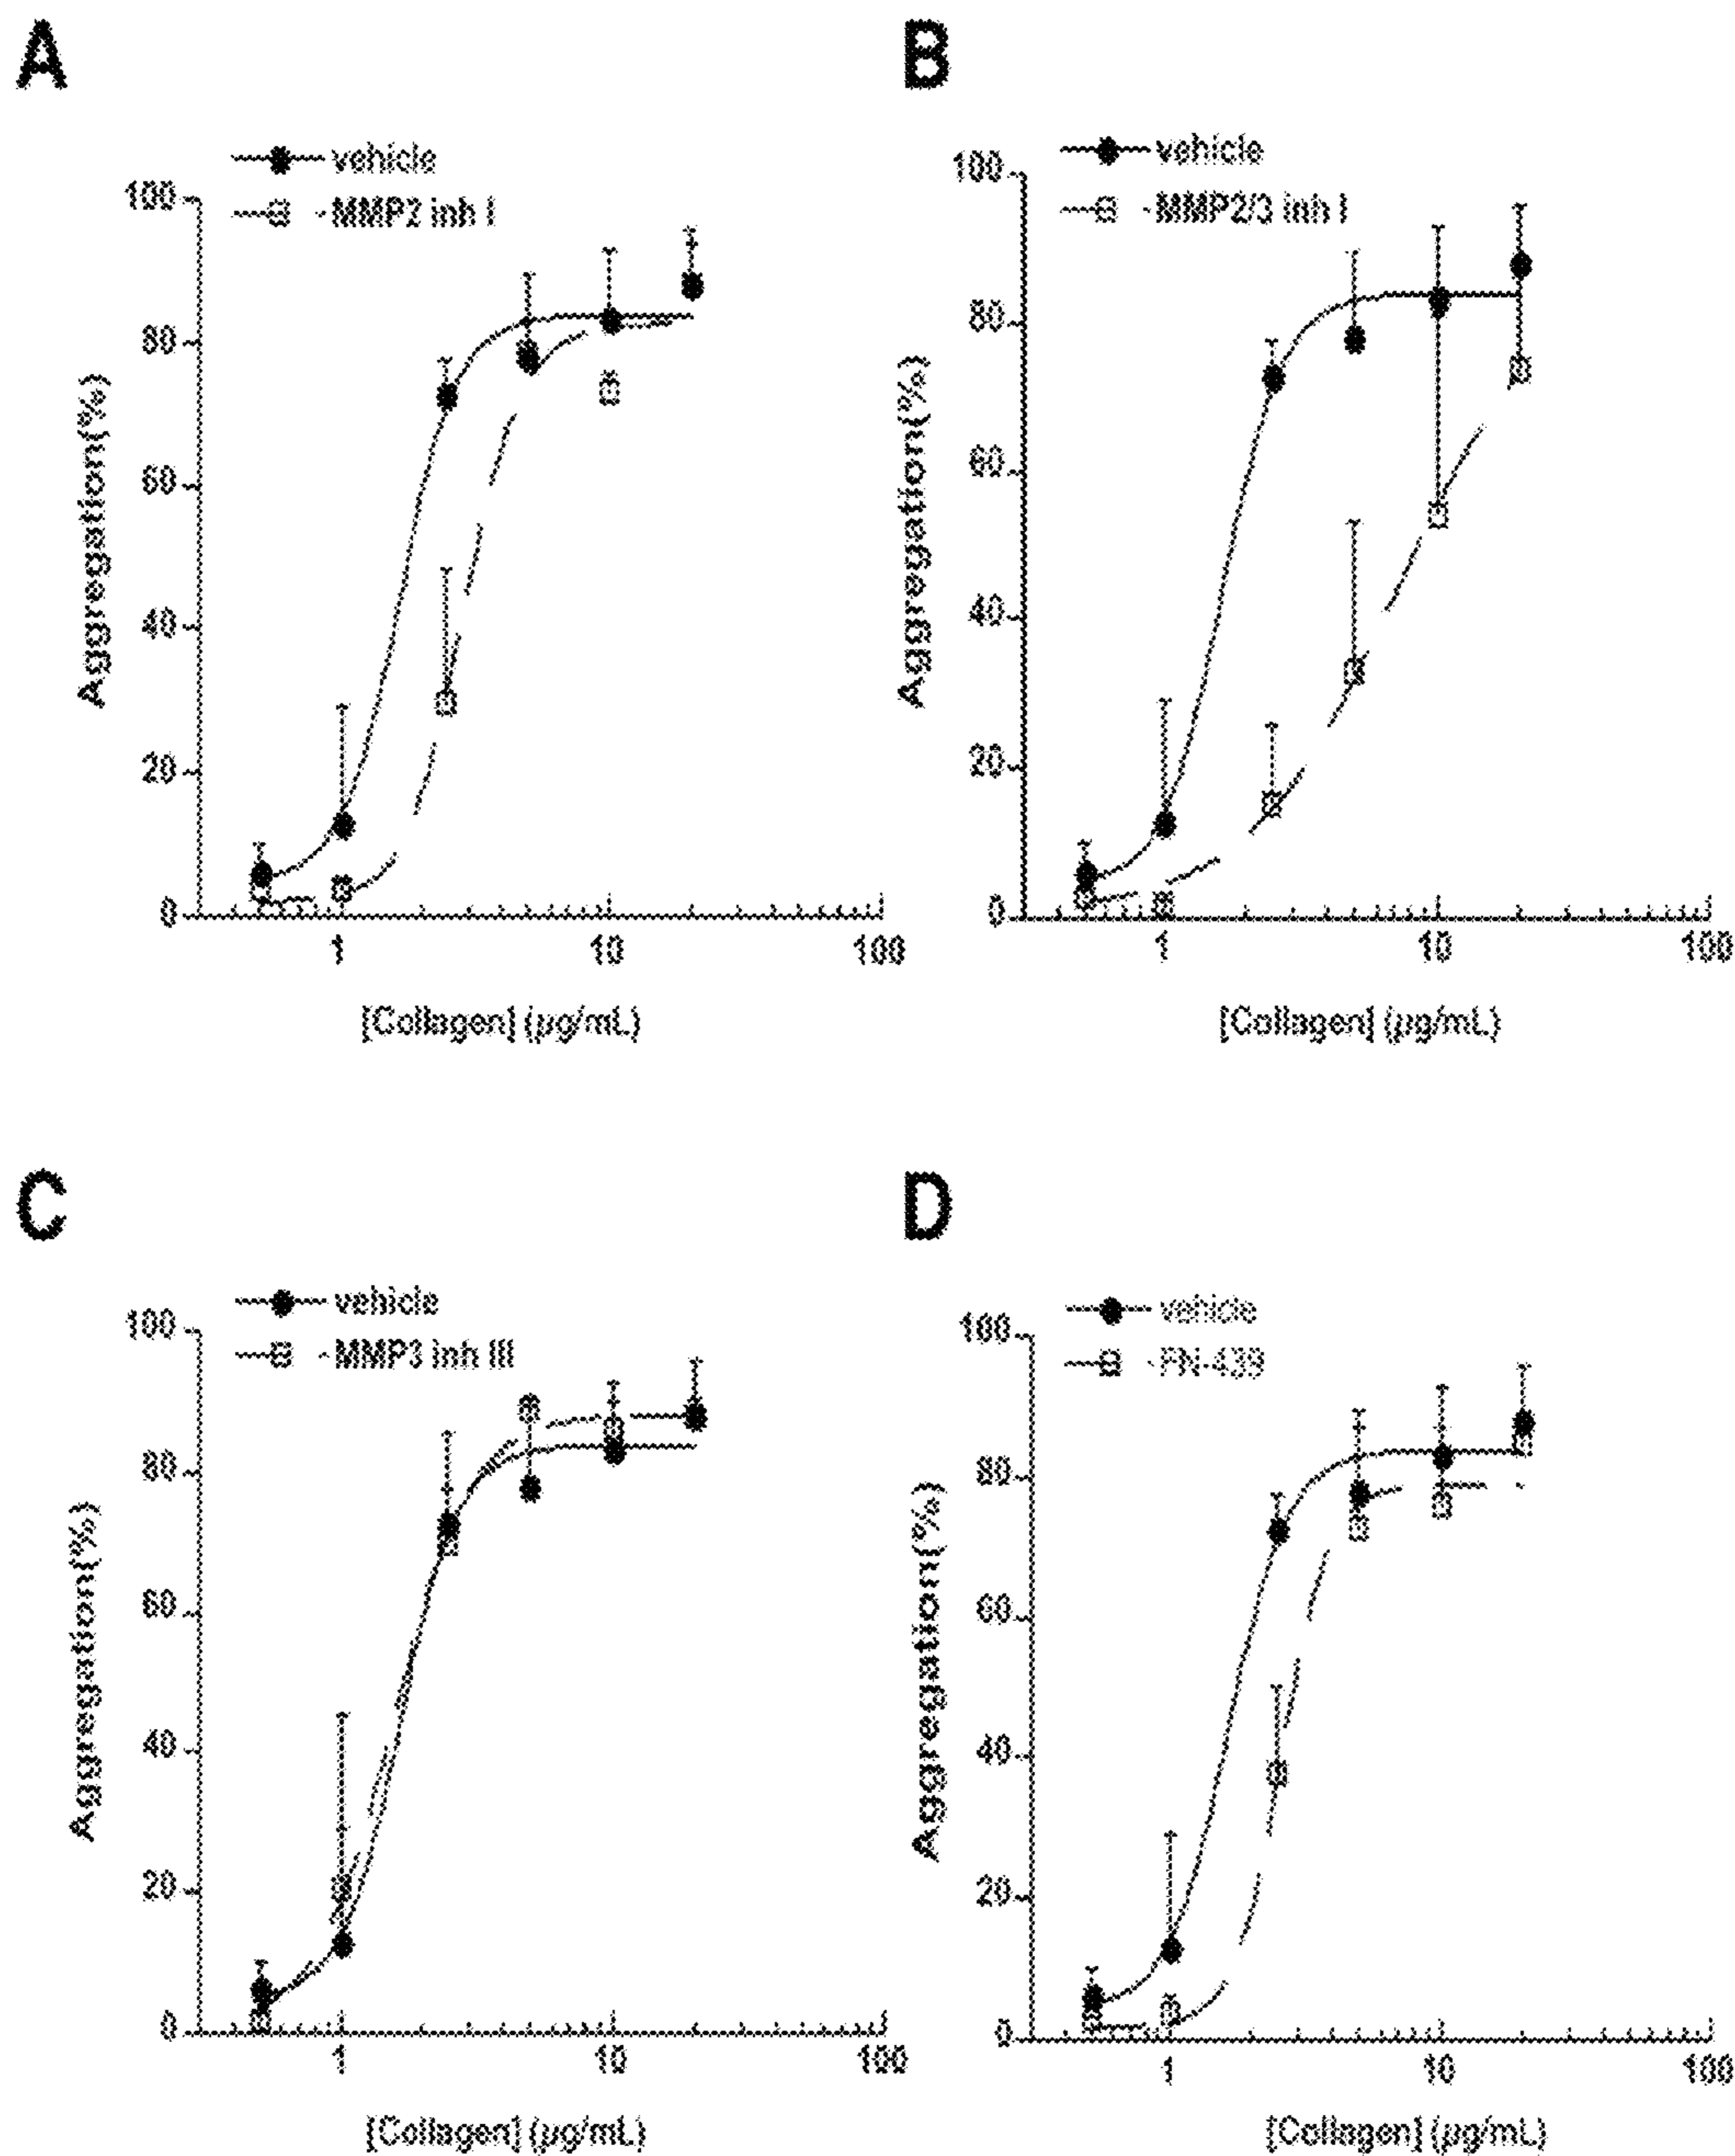 A
vehicle
MMP2 inh I
100
80
60
40
20
0
Aggregation(%)
1
10
100
[Collagen] (µg/mL)
B
vehicle
MMP2/3 inh I
100
80
60
40
20
0
Aggregation(%)
1
10
100
[Collagen] (µg/mL)
C
vehicle
MMP3 inh III
100
80
60
40
20
0
Aggregation(%)
1
10
100
[Collagen] (µg/mL)
D
vehicle
FN-439
100
80
60
40
20
0
Aggregation(%)
1
10
100
[Collagen] (µg/mL)